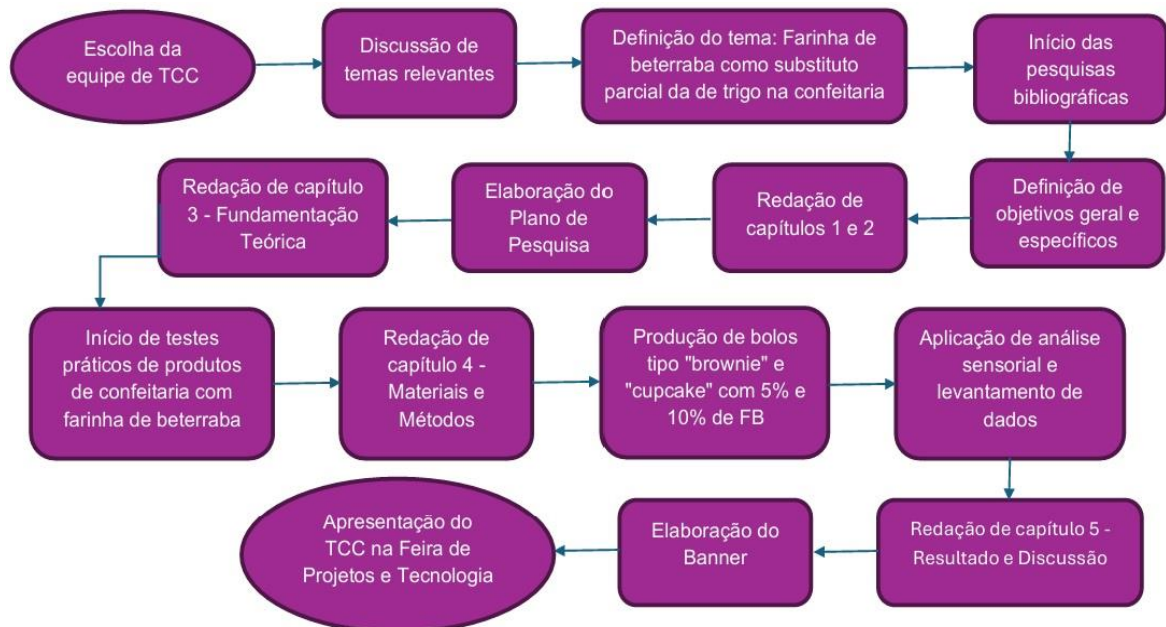 Escolha da
equipe de TCC
Discussão de
temas relevantes
Definição do tema: Farinha de
beterraba como substituto
parcial da de trigo na confeitaria
Início das
pesquisas
bibliográficas
Definição de
objetivos geral e
específicos
Redação de
capítulos 1 e 2
Elaboração do
Plano de
Pesquisa
Redação de capítulo
3 - Fundamentação
Teórica
Início de testes
práticos de produtos
de confeitaria com
farinha de beterraba
Redação de
capítulo 4 -
Materiais e
Métodos
Produção de bolos
tipo "brownie" e
"cupcake" com 5% e
10% de FB
Aplicação de análise
sensorial e
levantamento de
dados
Redação de capítulo 5 -
Resultado e Discussão
Elaboração do
Banner
Apresentação do
TCC na Feira de
Projetos e Tecnologia